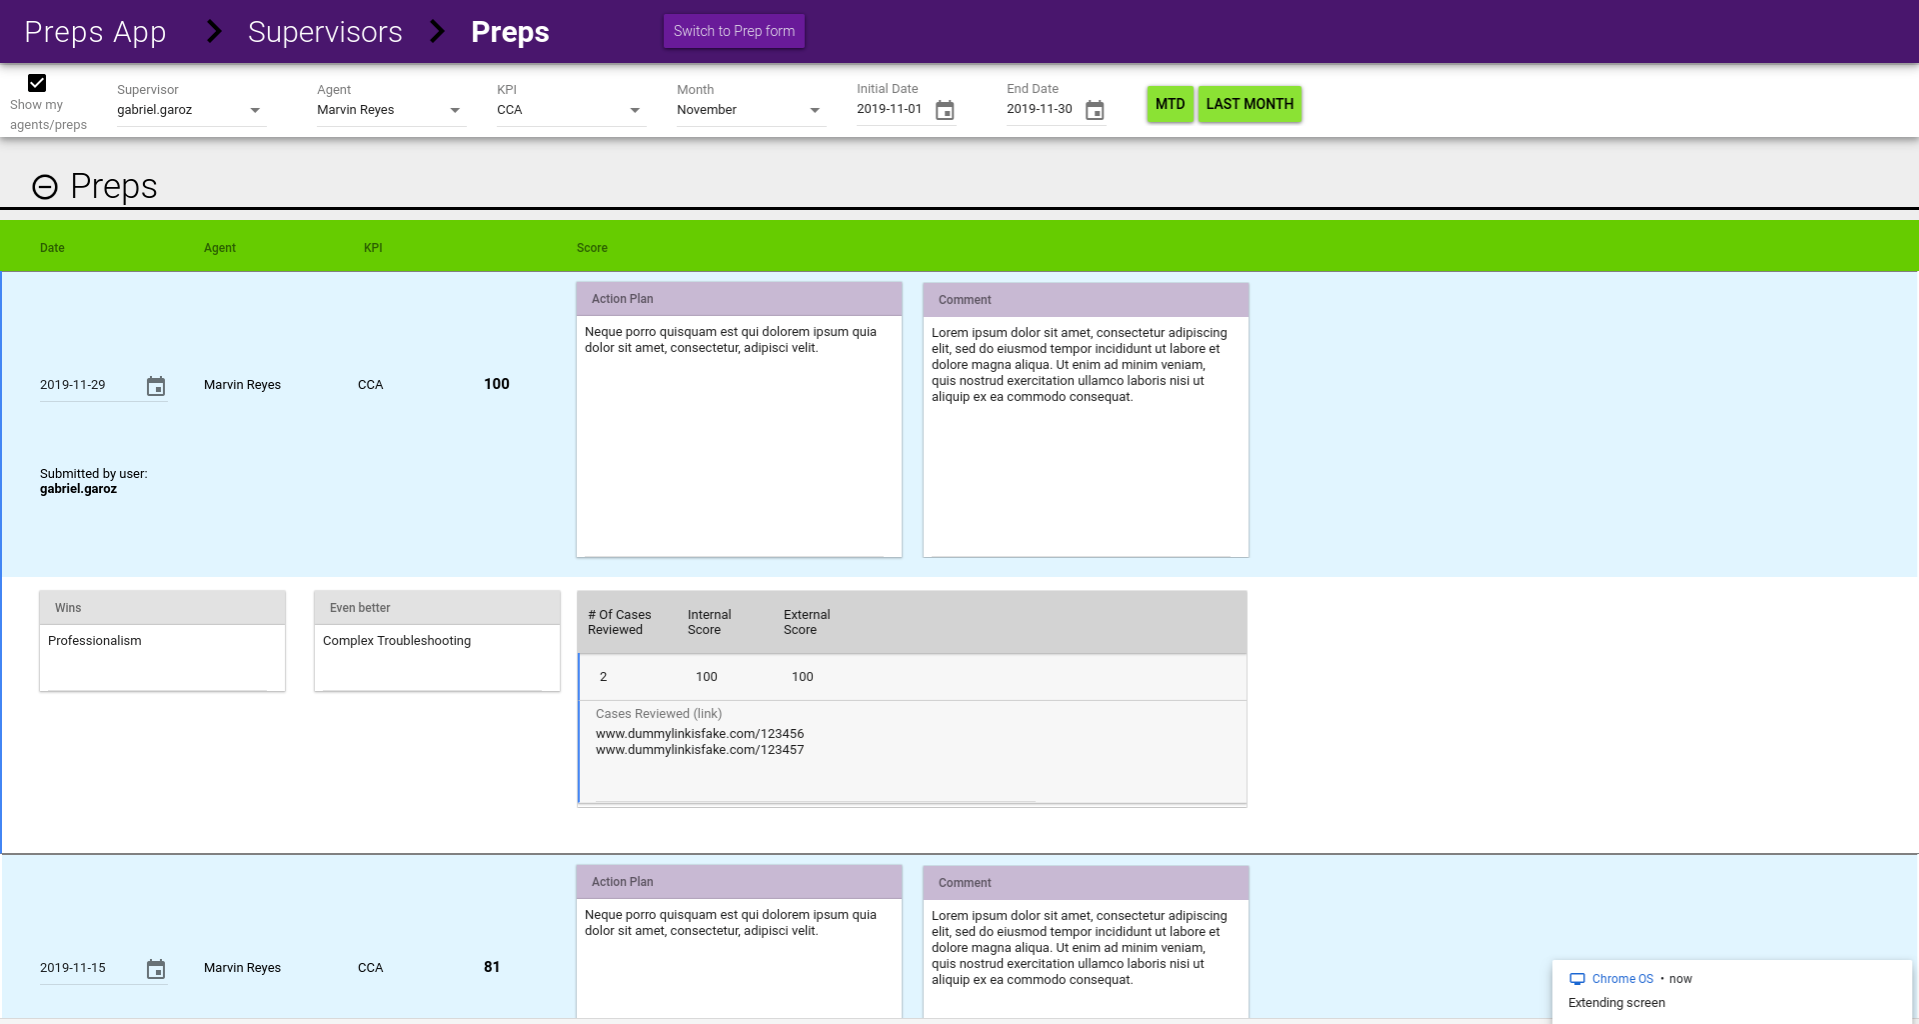 Preps App Supervisors Preps Switch to Prep form
Show my
agents/preps
Supervisor
gabriel.garoz
Agent
Marvin Reyes
KPI
CCA
Month
November
Initial Date
2019-11-01
End Date
2019-11-30
MTD LAST MONTH
Preps
Date Agent KPI Score
2019-11-29 Marvin Reyes CCA 100
Submitted by user:
gabriel.garoz
Action Plan
Neque porro quisquam est qui dolorem ipsum quia
dolor sit amet, consectetur, adipisci velit.
Comment
Lorem ipsum dolor sit amet, consectetur adipiscing
elit, sed do eiusmod tempor incididunt ut labore et
dolore magna aliqua. Ut enim ad minim veniam,
quis nostrud exercitation ullamco laboris nisi ut
aliquip ex ea commodo consequat.
Wins
Professionalism
Even better
Complex Troubleshooting
# Of Cases
Reviewed
Internal
Score
External
Score
2 100 100
Cases Reviewed (link)
www.dummylinkisfake.com/123456
www.dummylinkisfake.com/123457
2019-11-15 Marvin Reyes CCA 81
Action Plan
Neque porro quisquam est qui dolorem ipsum quia
dolor sit amet, consectetur, adipisci velit.
Comment
Lorem ipsum dolor sit amet, consectetur adipiscing
elit, sed do eiusmod tempor incididunt ut labore et
dolore magna aliqua. Ut enim ad minim veniam,
quis nostrud exercitation ullamco laboris nisi ut
aliquip ex ea commodo consequat.
Chrome OS • now
Extending screen